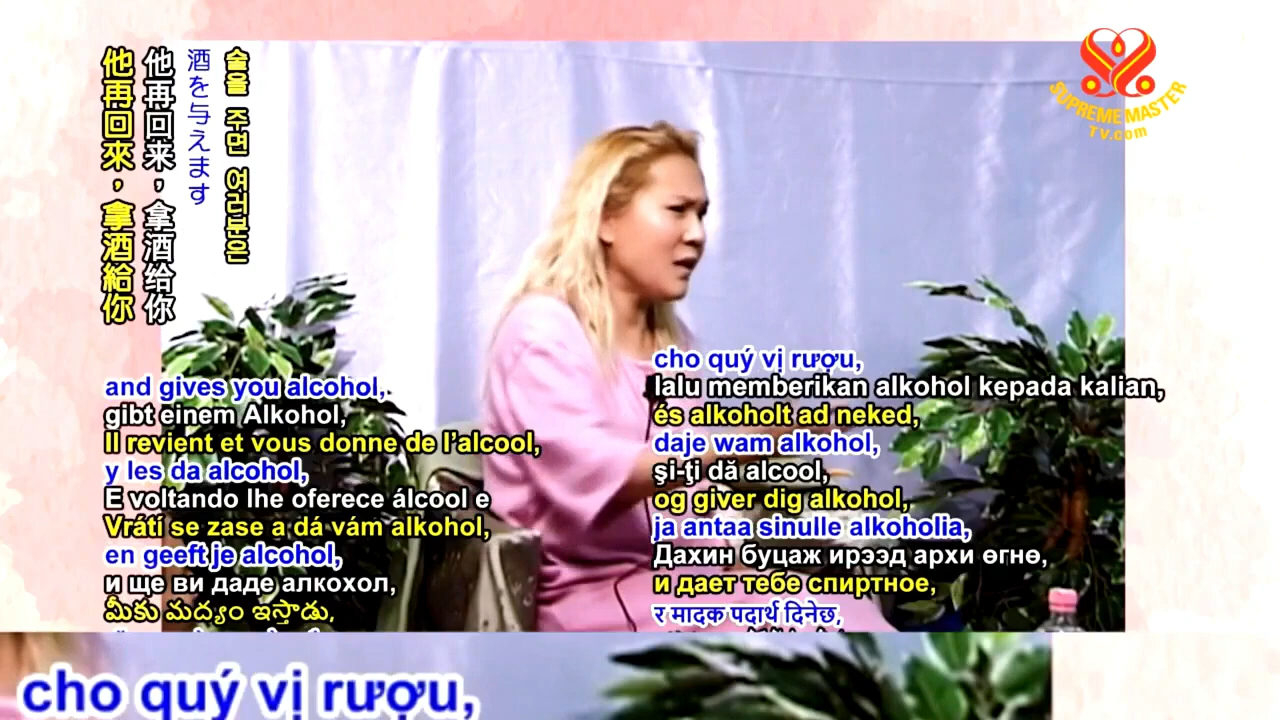 他再回來，拿酒給你
他再回来，拿酒给你
酒を与えます
술을 주면 여러분은
SUPREME MASTER
TV.com
and gives you alcohol,
gibt einem Alkohol,
Il revient et vous donne de l'alcool,
y les da alcohol,
E voltando lhe oferece álcool e
Vrátí se zase a dá vám alkohol,
en geeft je alcohol,
и ще ви даде алкохол,
మీకు మద్యం ఇస్తాడు,
cho quý vị rượu,
lalu memberikan alkohol kepada kalian,
és alkoholt ad neked,
daje wam alkohol,
şi-ţi dă alcool,
og giver dig alkohol,
ja antaa sinulle alkoholia,
Дахин буцаж ирээд архи өгнө,
и дает тебе спиртное,
र मादक पदार्थ दिनेछ,
cho quý vị rượu,